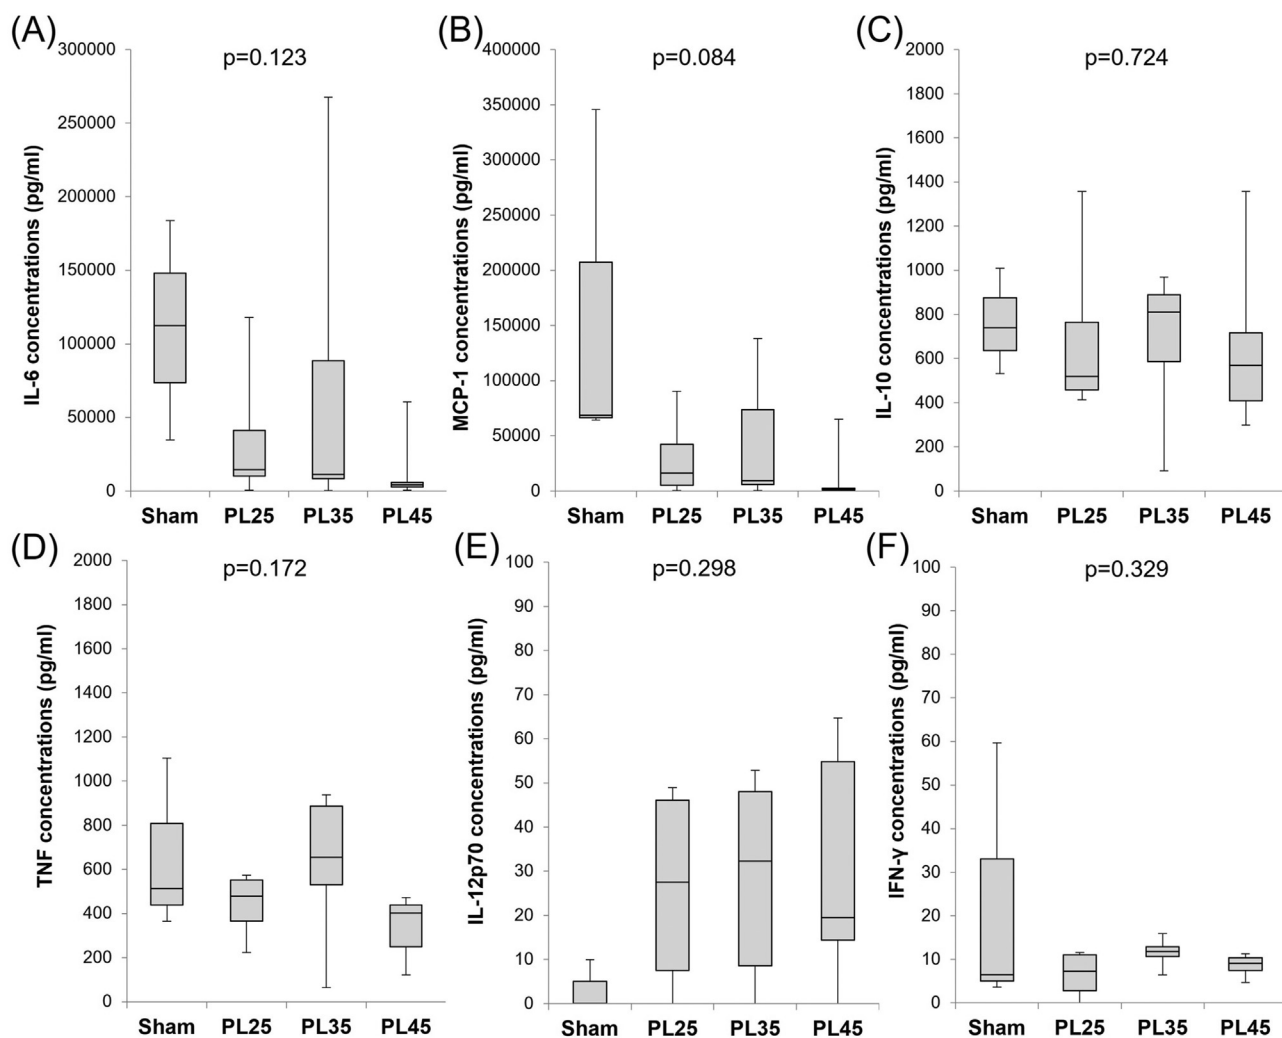 (A)
p=0.123
IL-6 concentrations (pg/ml)
300000
250000
200000
150000
100000
50000
0
Sham PL25 PL35 PL45
(B)
p=0.084
MCP-1 concentrations (pg/ml)
400000
350000
300000
250000
200000
150000
100000
50000
0
Sham PL25 PL35 PL45
(C)
p=0.724
IL-10 concentrations (pg/ml)
2000
1800
1600
1400
1200
1000
800
600
400
200
0
Sham PL25 PL35 PL45
(D)
p=0.172
TNF concentrations (pg/ml)
2000
1800
1600
1400
1200
1000
800
600
400
200
0
Sham PL25 PL35 PL45
(E)
p=0.298
IL-12p70 concentrations (pg/ml)
100
90
80
70
60
50
40
30
20
10
0
Sham PL25 PL35 PL45
(F)
p=0.329
IFN-γ concentrations (pg/ml)
100
90
80
70
60
50
40
30
20
10
0
Sham PL25 PL35 PL45